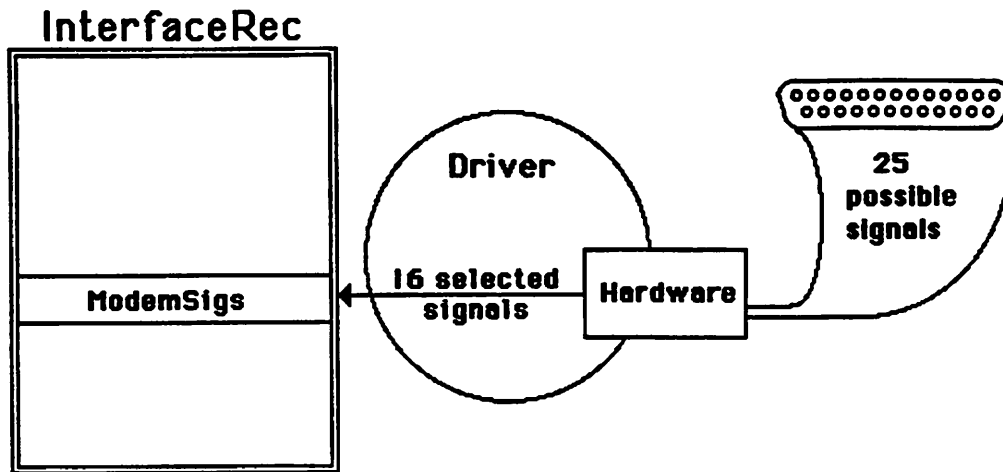 InterfaceRec
Driver
25
possible
signals
16 selected
signals
Hardware
ModemSigs